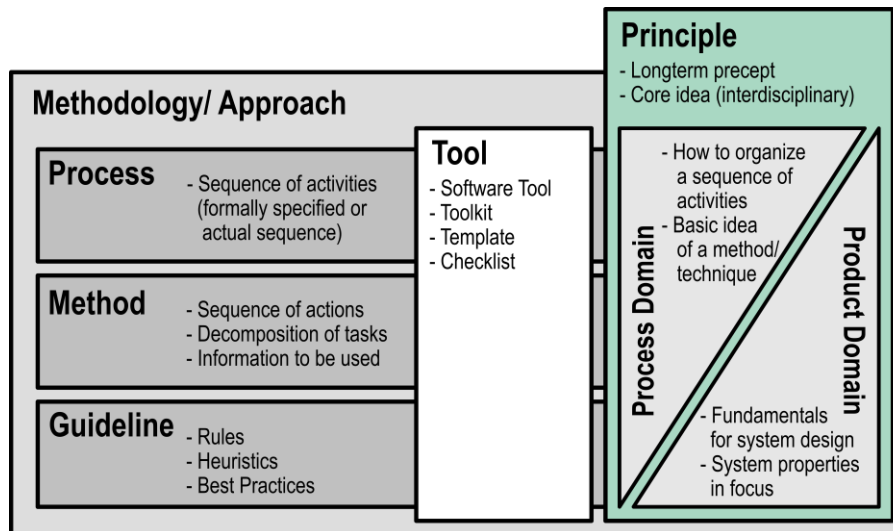 Methodology/ Approach
Process
- Sequence of activities
(formally specified or
actual sequence)
Method
- Sequence of actions
- Decomposition of tasks
- Information to be used
Guideline
- Rules
- Heuristics
- Best Practices
Tool
- Software Tool
- Toolkit
- Template
- Checklist
Principle
- Longterm precept
- Core idea (interdisciplinary)
- How to organize
a sequence of
activities
- Basic idea
of a method/
technique
Process Domain
Product Domain
- Fundamentals
for system design
- System properties
in focus